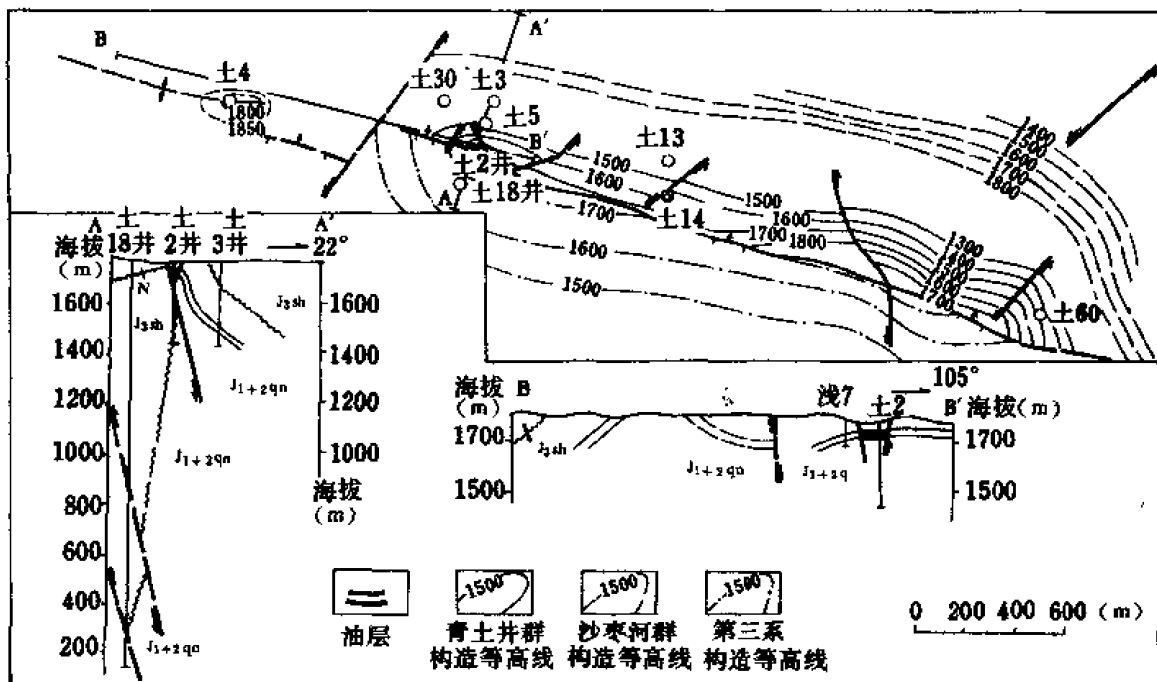 B
A'
土4
土30
土3
土5
土13
B'
1800
1850
土2井
土18井
A
土14
土60
1500
1600
1700
1500
1600
1700
1800
1600
1500
1800
1300
A
A'
土18井
土2井
土3井
22°
海拔(m)
1600
1400
1200
1000
800
600
400
200
N
J₃sh
J₃sh
J₁₊₂qn
J₁₊₂qn
J₁₊₂qn
1600
1400
1200
1000
海拔(m)
海拔(m)
B
1700
1500
J₃sh
J₁₊₂qn
J₁₊₂q
浅7
土2
105°
B'
海拔(m)
1700
1500
油层
1500
青土井群
构造等高线
1500
沙枣河群
构造等高线
1500
第三系
构造等高线
0 200 400 600 (m)